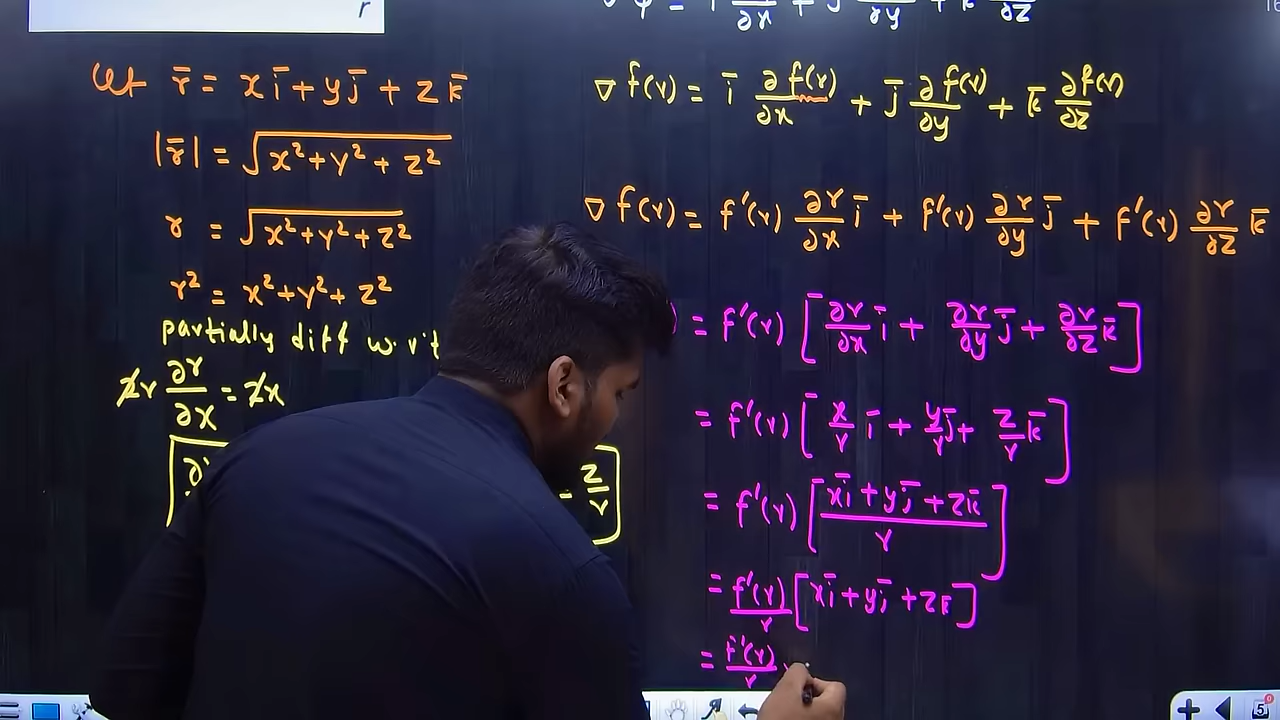 r
∇φ = i ∂/∂x + j ∂/∂y + k ∂/∂z
Let r̄ = xī + yj̄ + zk̄
|r̄| = √(x² + y² + z²)
r = √(x² + y² + z²)
r² = x² + y² + z²
partially diff w.r.t
2r ∂r/∂x = 2x
= z/r
∇ f(r) = ī ∂f(r)/∂x + j̄ ∂f(r)/∂y + k̄ ∂f(r)/∂z
∇ f(r) = f'(r) ∂r/∂x ī + f'(r) ∂r/∂y j̄ + f'(r) ∂r/∂z k̄
) = f'(r) [∂r/∂x ī + ∂r/∂y j̄ + ∂r/∂z k̄]
= f'(r) [x/r ī + y/r j̄ + z/r k̄]
= f'(r) [(xī + yj̄ + zk̄)/r]
= f'(r)/r [xī + yj̄ + zk̄]
= f'(r)/r
5